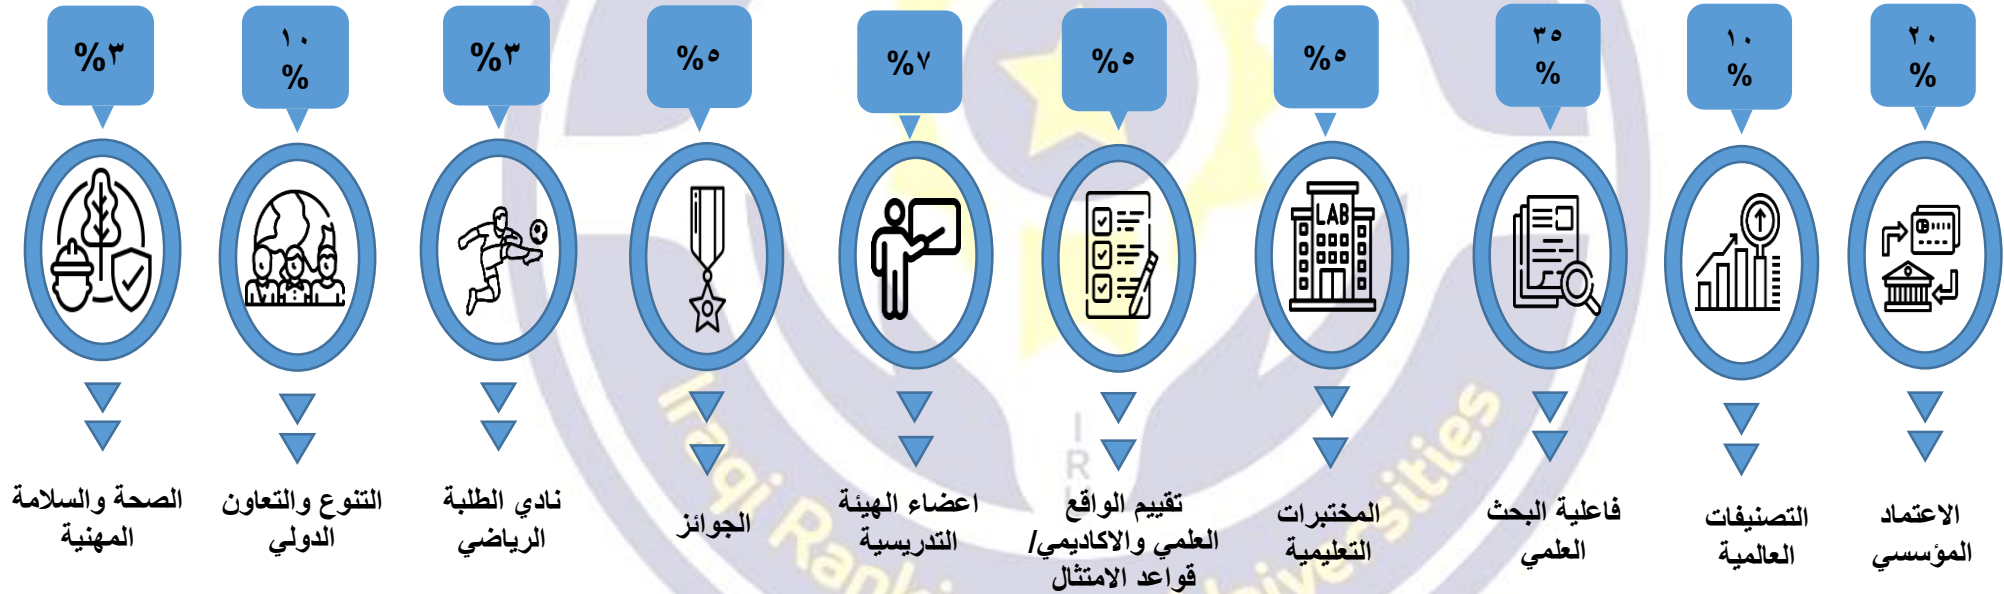 ٢٠
%
١٠
%
٣٥
%
%٥
%٥
%٧
%٥
%٣
١٠
%
%٣
LAB
الاعتماد
المؤسسي
التصنيفات
العالمية
فاعلية البحث
العلمي
المختبرات
التعليمية
تقييم الواقع
العلمي والاكاديمي/
قواعد الامتثال
اعضاء الهيئة
التدريسية
الجوائز
نادي الطلبة
الرياضي
التنوع والتعاون
الدولي
الصحة والسلامة
المهنية
I
R
Iraqi